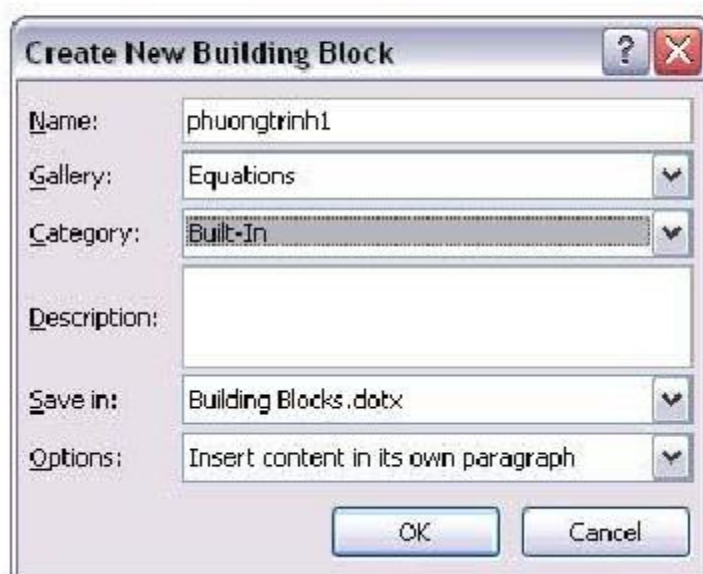 Create New Building Block
Name: phuongtrinh1
Gallery: Equations
Category: Built-In
Description:
Save in: Building Blocks.dotx
Options: Insert content in its own paragraph
OK Cancel